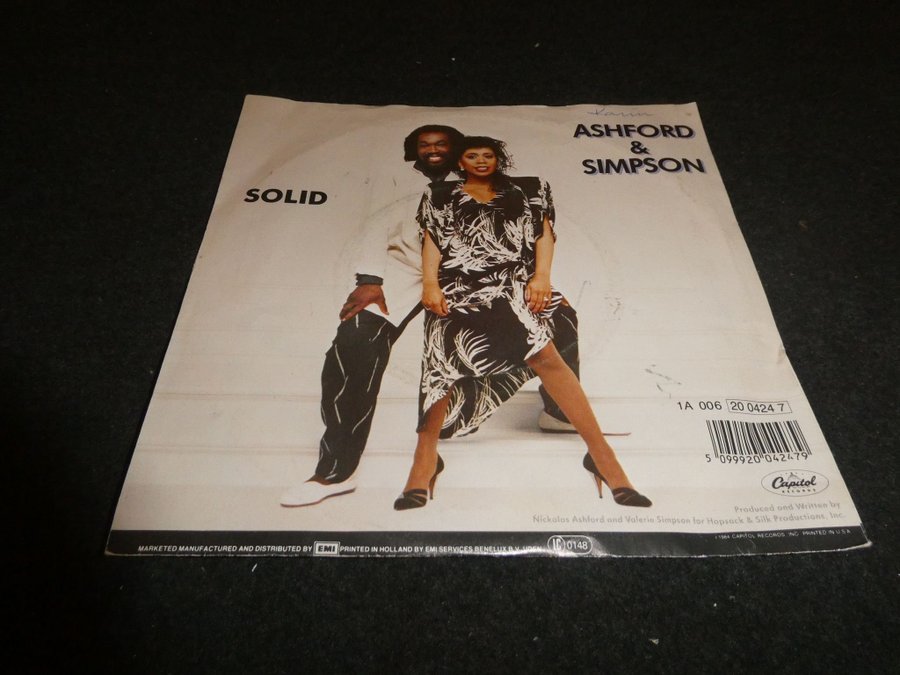 ASHFORD
&
SIMPSON
SOLID
1A 006 20 0424 7
5 099920 042479
Capitol
RECORDS
Produced and Written by
Nickolas Ashford and Valerie Simpson for Hopsack & Silk Productions, Inc.
MARKETED MANUFACTURED AND DISTRIBUTED BY EMI PRINTED IN HOLLAND BY EMI SERVICES BENELUX B.V. 0148
1984 CAPITOL RECORDS, INC. PRINTED IN U.S.A.